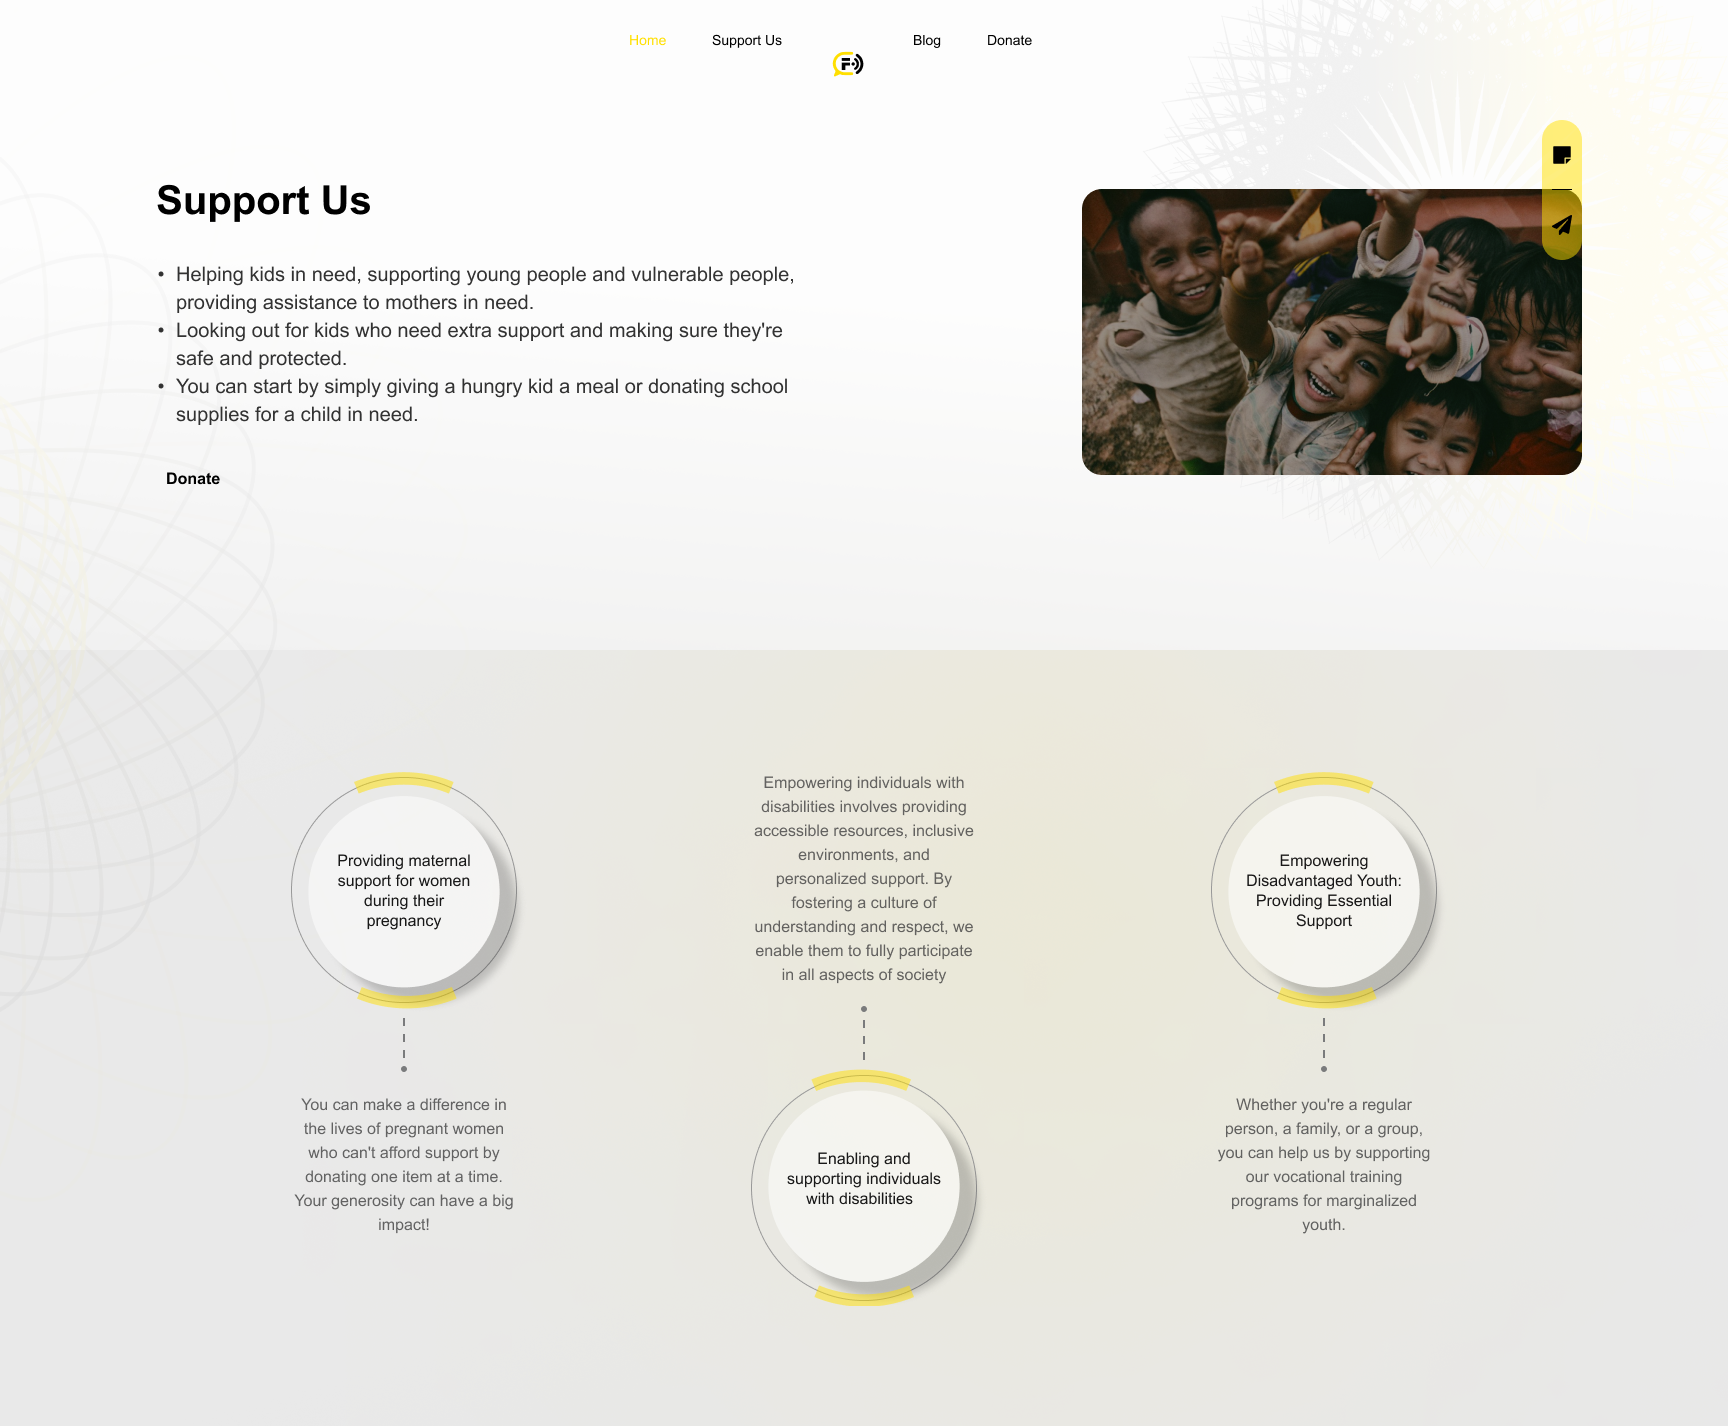 Home
Support Us
F
Blog
Donate
Support Us
• Helping kids in need, supporting young people and vulnerable people,
providing assistance to mothers in need.
• Looking out for kids who need extra support and making sure they're
safe and protected.
• You can start by simply giving a hungry kid a meal or donating school
supplies for a child in need.
Donate
Providing maternal
support for women
during their
pregnancy
You can make a difference in
the lives of pregnant women
who can't afford support by
donating one item at a time.
Your generosity can have a big
impact!
Empowering individuals with
disabilities involves providing
accessible resources, inclusive
environments, and
personalized support. By
fostering a culture of
understanding and respect, we
enable them to fully participate
in all aspects of society
Enabling and
supporting individuals
with disabilities
Empowering
Disadvantaged Youth:
Providing Essential
Support
Whether you're a regular
person, a family, or a group,
you can help us by supporting
our vocational training
programs for marginalized
youth.